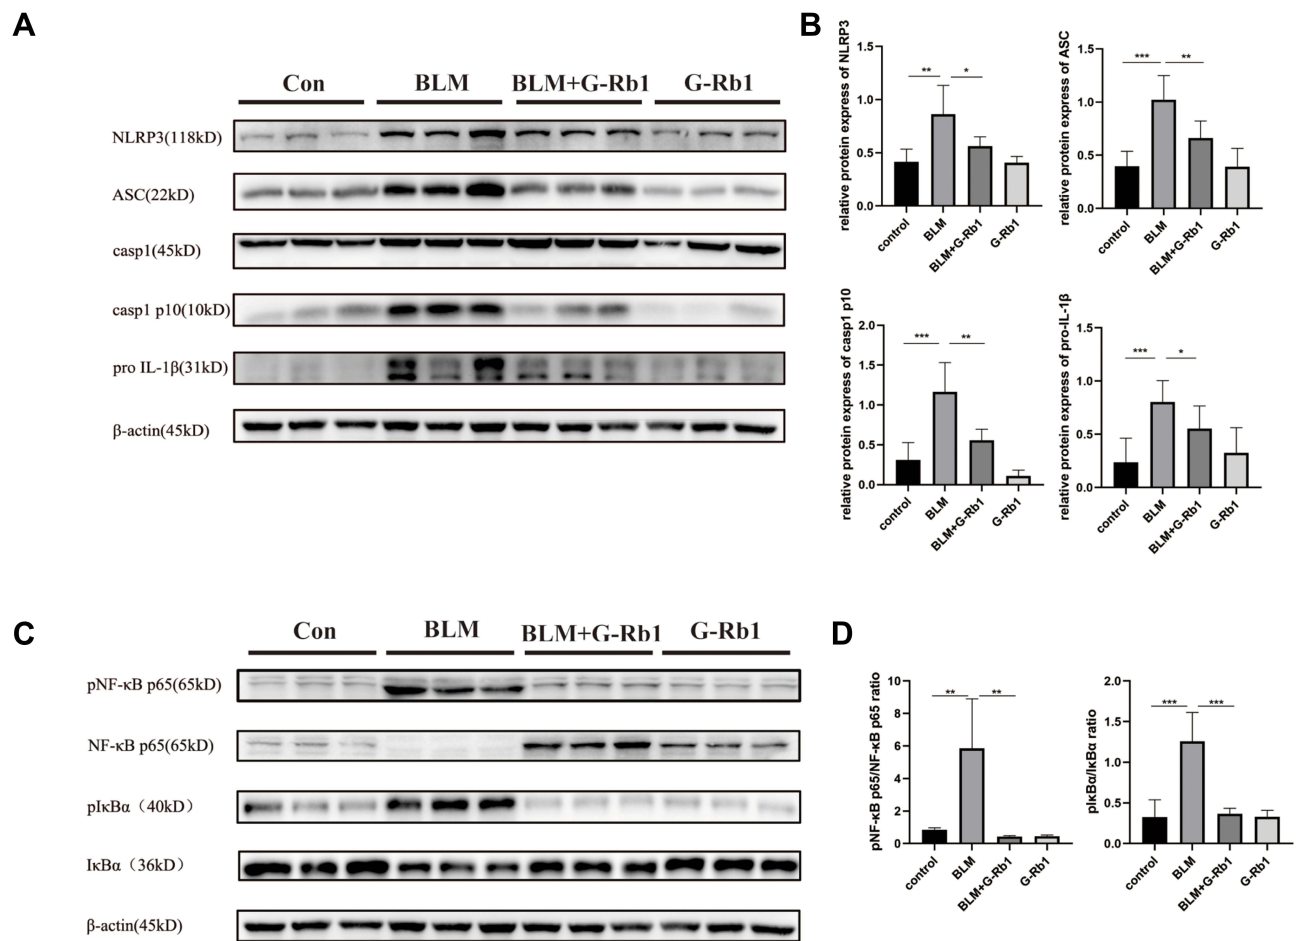 A
Con BLM BLM+G-Rb1 G-Rb1
NLRP3(118kD)
ASC(22kD)
casp1(45kD)
casp1 p10(10kD)
pro IL-1β(31kD)
β-actin(45kD)
B
relative protein express of NLRP3
1.5
1.0
0.5
0.0
** *
control BLM BLM+G-Rb1 G-Rb1
relative protein express of ASC
1.5
1.0
0.5
0.0
*** **
control BLM BLM+G-Rb1 G-Rb1
relative protein express of casp1 p10
2.0
1.5
1.0
0.5
0.0
*** **
control BLM BLM+G-Rb1 G-Rb1
relative protein express of pro-IL-1β
1.5
1.0
0.5
0.0
*** *
control BLM BLM+G-Rb1 G-Rb1
C
Con BLM BLM+G-Rb1 G-Rb1
pNF-κB p65(65kD)
NF-κB p65(65kD)
pIκBα（40kD）
IκBα（36kD）
β-actin(45kD)
D
pNF-κB p65/NF-κB p65 ratio
10
8
6
4
2
0
** **
control BLM BLM+G-Rb1 G-Rb1
pIκBα/IκBα ratio
2.0
1.5
1.0
0.5
0.0
*** ***
control BLM BLM+G-Rb1 G-Rb1